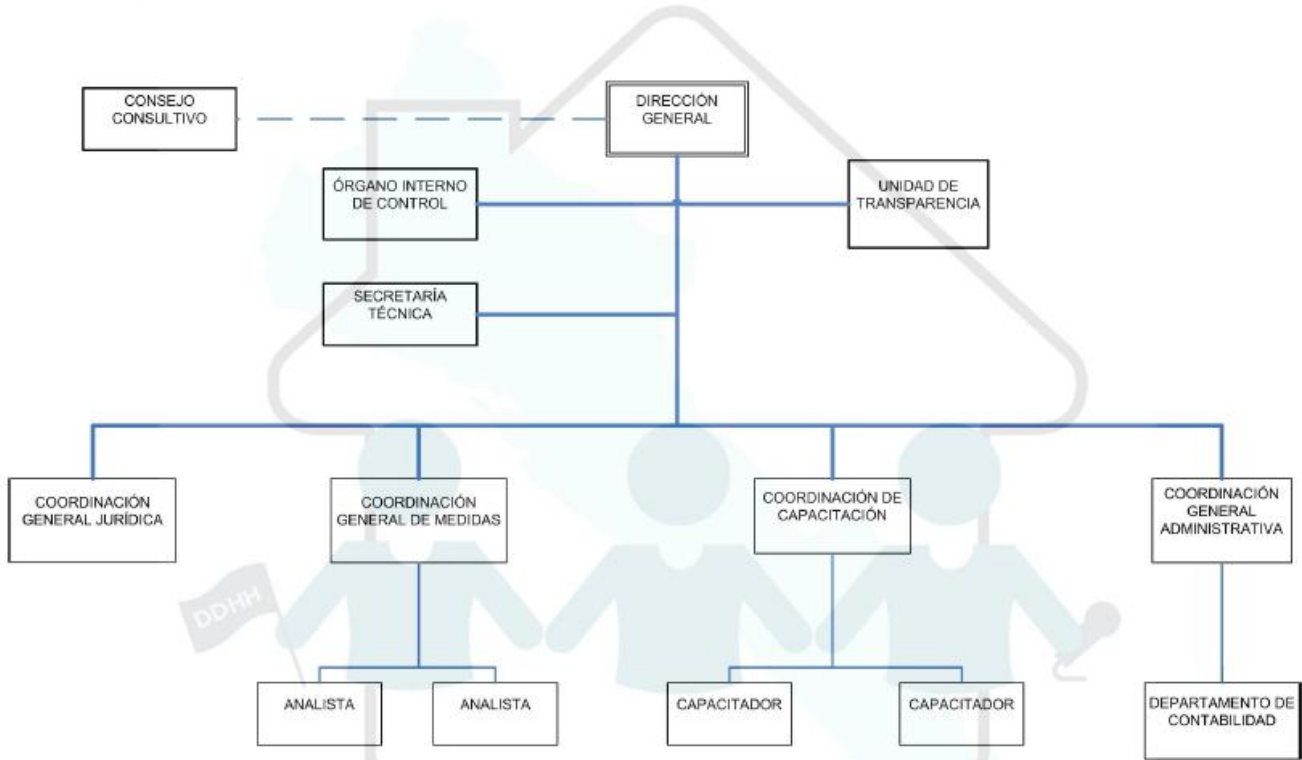 CONSEJO
CONSULTIVO
DIRECCIÓN
GENERAL
ÓRGANO INTERNO
DE CONTROL
UNIDAD DE
TRANSPARENCIA
SECRETARÍA
TÉCNICA
COORDINACIÓN
GENERAL JURÍDICA
COORDINACIÓN
GENERAL DE MEDIDAS
COORDINACIÓN DE
CAPACITACIÓN
COORDINACIÓN
GENERAL
ADMINISTRATIVA
DDHH
ANALISTA
ANALISTA
CAPACITADOR
CAPACITADOR
DEPARTAMENTO DE
CONTABILIDAD